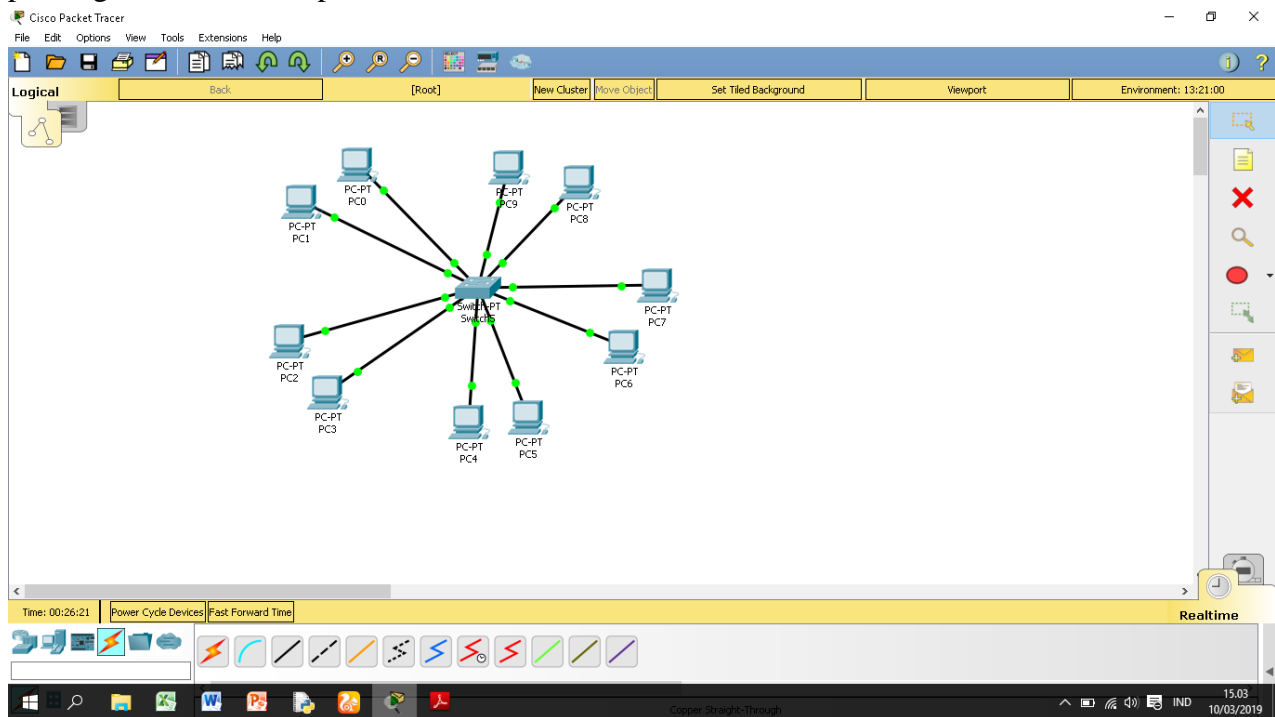 Cisco Packet Tracer
File Edit Options View Tools Extensions Help
Logical Back [Root] New Cluster Move Object Set Tiled Background Viewport Environment: 13:21:00
PC-PT
PC0
PC-PT
PC9
PC-PT
PC8
PC-PT
PC1
Switch-PT
Switch5
PC-PT
PC7
PC-PT
PC2
PC-PT
PC6
PC-PT
PC3
PC-PT
PC4
PC-PT
PC5
Time: 00:26:21 Power Cycle Devices Fast Forward Time Realtime
Copper Straight-Through
IND
15.03
10/03/2019